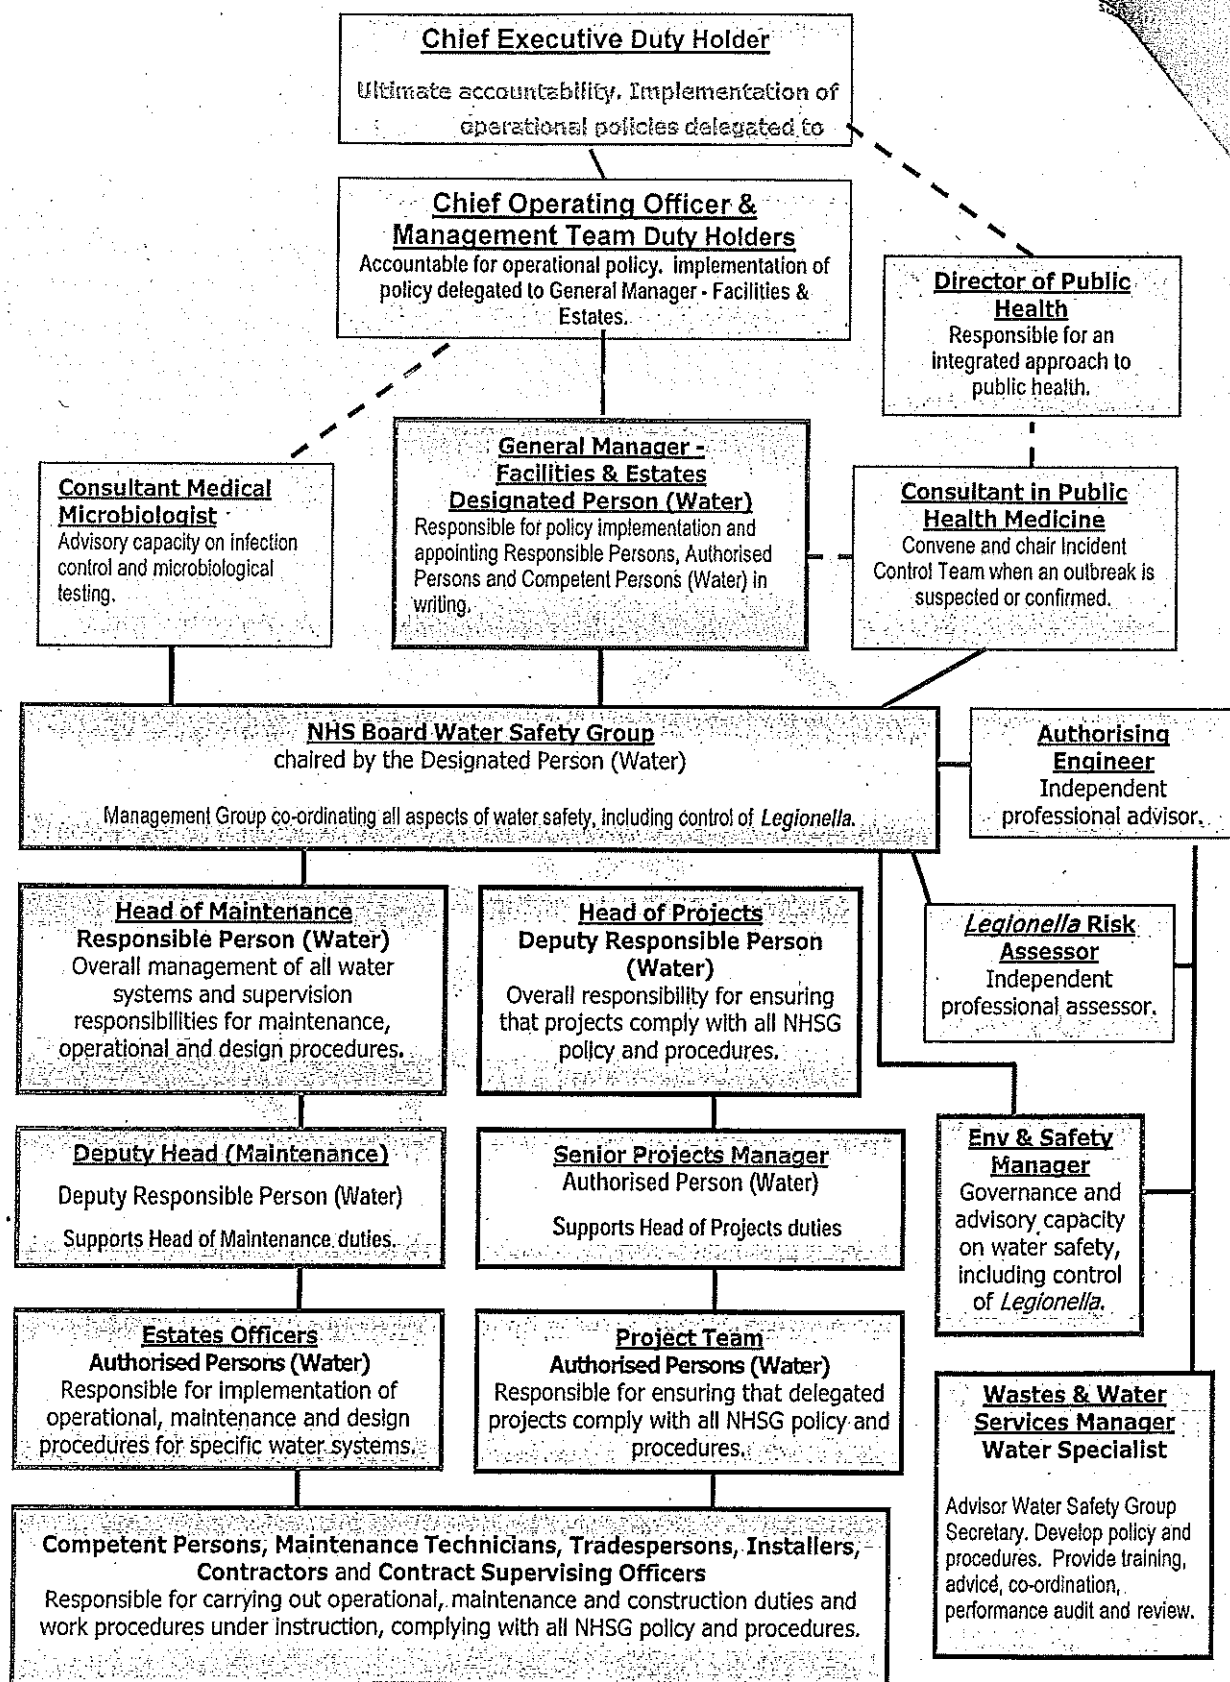 Chief Executive Duty Holder
Ultimate accountability. Implementation of
operational policies delegated to
Chief Operating Officer &
Management Team Duty Holders
Accountable for operational policy. Implementation of
policy delegated to General Manager - Facilities &
Estates.
Director of Public
Health
Responsible for an
integrated approach to
public health.
Consultant Medical
Microbiologist
Advisory capacity on infection
control and microbiological
testing.
General Manager -
Facilities & Estates
Designated Person (Water)
Responsible for policy implementation and
appointing Responsible Persons, Authorised
Persons and Competent Persons (Water) in
writing.
Consultant in Public
Health Medicine
Convene and chair Incident
Control Team when an outbreak is
suspected or confirmed.
NHS Board Water Safety Group
chaired by the Designated Person (Water)
Management Group co-ordinating all aspects of water safety, including control of Legionella.
Authorising
Engineer
Independent
professional advisor.
Head of Maintenance
Responsible Person (Water)
Overall management of all water
systems and supervision
responsibilities for maintenance,
operational and design procedures.
Head of Projects
Deputy Responsible Person
(Water)
Overall responsibility for ensuring
that projects comply with all NHSG
policy and procedures.
Legionella Risk
Assessor
Independent
professional assessor.
Deputy Head (Maintenance)
Deputy Responsible Person (Water)
Supports Head of Maintenance duties.
Senior Projects Manager
Authorised Person (Water)
Supports Head of Projects duties
Env & Safety
Manager
Governance and
advisory capacity
on water safety,
including control
of Legionella.
Estates Officers
Authorised Persons (Water)
Responsible for implementation of
operational, maintenance and design
procedures for specific water systems.
Project Team
Authorised Persons (Water)
Responsible for ensuring that delegated
projects comply with all NHSG policy and
procedures.
Wastes & Water
Services Manager
Water Specialist
Advisor Water Safety Group
Secretary. Develop policy and
procedures. Provide training,
advice, co-ordination,
performance audit and review.
Competent Persons, Maintenance Technicians, Tradespersons, Installers,
Contractors and Contract Supervising Officers
Responsible for carrying out operational, maintenance and construction duties and
work procedures under instruction, complying with all NHSG policy and procedures.